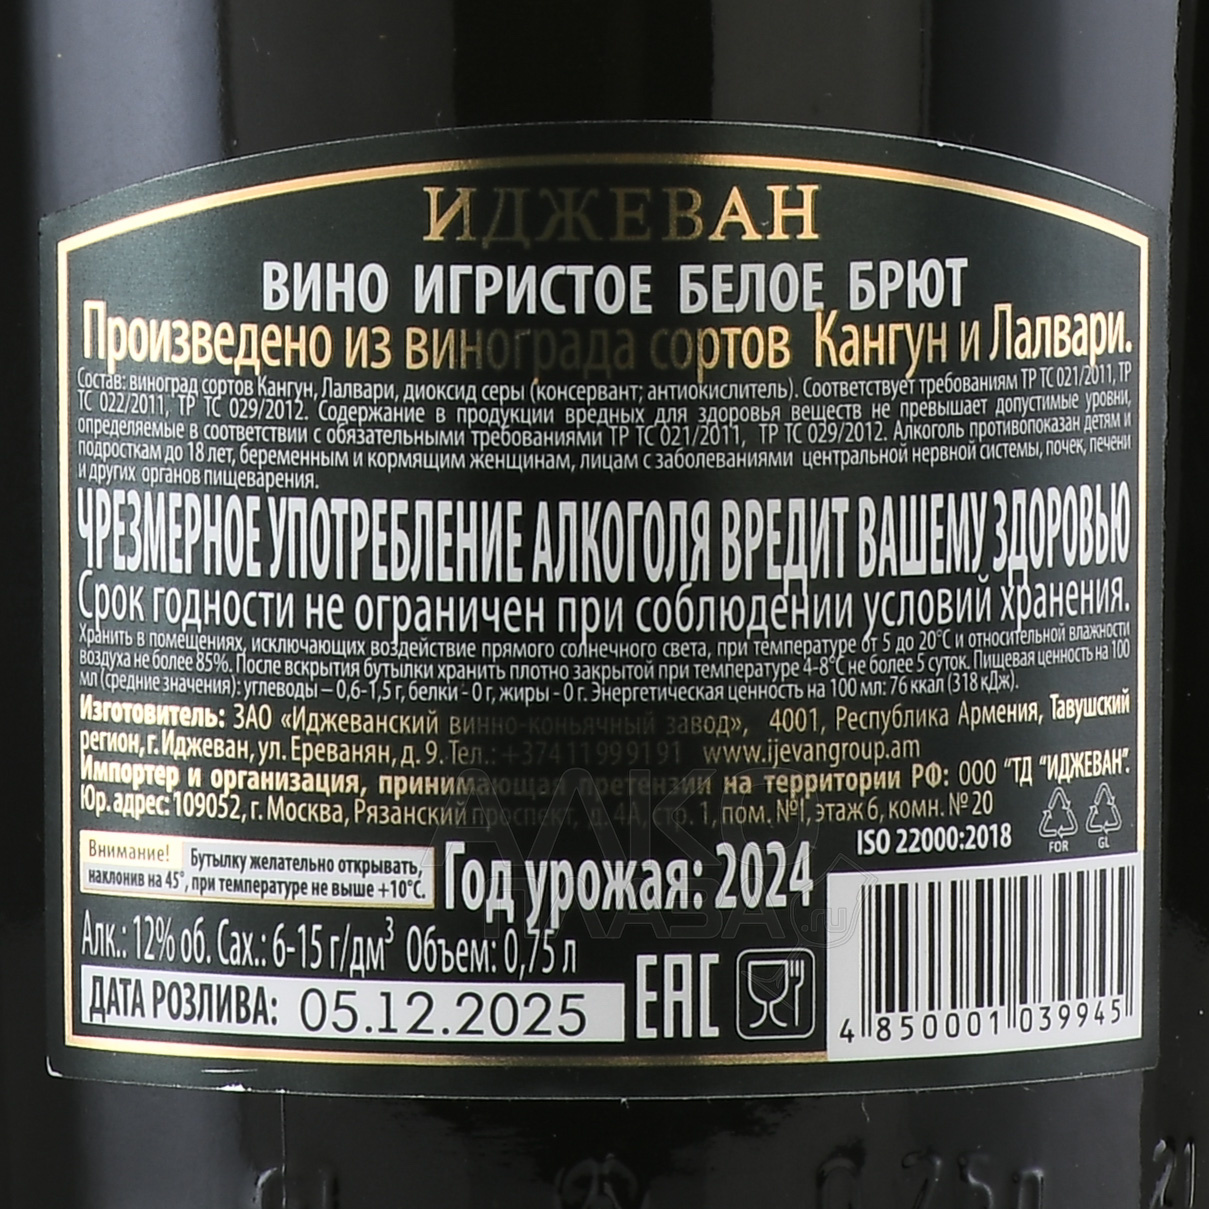 ИДЖЕВАН
ВИНО ИГРИСТОЕ БЕЛОЕ БРЮТ
Произведено из винограда сортов Кангун и Лалвари.
Состав: виноград сортов Кангун, Лалвари, диоксид серы (консервант; антиокислитель). Соответствует требованиям ТР ТС 021/2011, ТР
ТС 022/2011, ТР ТС 029/2012. Содержание в продукции вредных для здоровья веществ не превышает допустимые уровни,
определяемые в соответствии с обязательными требованиями ТР ТС 021/2011, ТР ТС 029/2012. Алкоголь противопоказан детям и
подросткам до 18 лет, беременным и кормящим женщинам, лицам с заболеваниями центральной нервной системы, почек, печени
и других органов пищеварения.
ЧРЕЗМЕРНОЕ УПОТРЕБЛЕНИЕ АЛКОГОЛЯ ВРЕДИТ ВАШЕМУ ЗДОРОВЬЮ
Срок годности не ограничен при соблюдении условий хранения.
Хранить в помещениях, исключающих воздействие прямого солнечного света, при температуре от 5 до 20°С и относительной влажности
воздуха не более 85%. После вскрытия бутылки хранить плотно закрытой при температуре 4-8°С не более 5 суток. Пищевая ценность на 100
мл (средние значения): углеводы – 0,6-1,5 г, белки - 0 г, жиры - 0 г. Энергетическая ценность на 100 мл: 76 ккал (318 кДж).
Изготовитель: ЗАО «Иджеванский винно-коньячный завод», 4001, Республика Армения, Тавушский
регион, г. Иджеван, ул. Ереванян, д. 9. Тел.: +37411999191 www.ijevangroup.am
Импортер и организация, принимающая претензии на территории РФ: ООО "ТД "ИДЖЕВАН".
Юр. адрес: 109052, г. Москва, Рязанский проспект, д. 4А, стр. 1, пом. №I, этаж 6, комн. № 20
ISO 22000:2018
FOR
GL
Внимание! Бутылку желательно открывать,
наклонив на 45°, при температуре не выше +10°С.
Год урожая: 2024
Алк.: 12% об. Сах.: 6-15 г/дм³ Объем: 0,75 л
ДАТА РОЗЛИВА: 05.12.2025
EAC
4 850001 039945
АЛКО
ПЛАЗА.ru